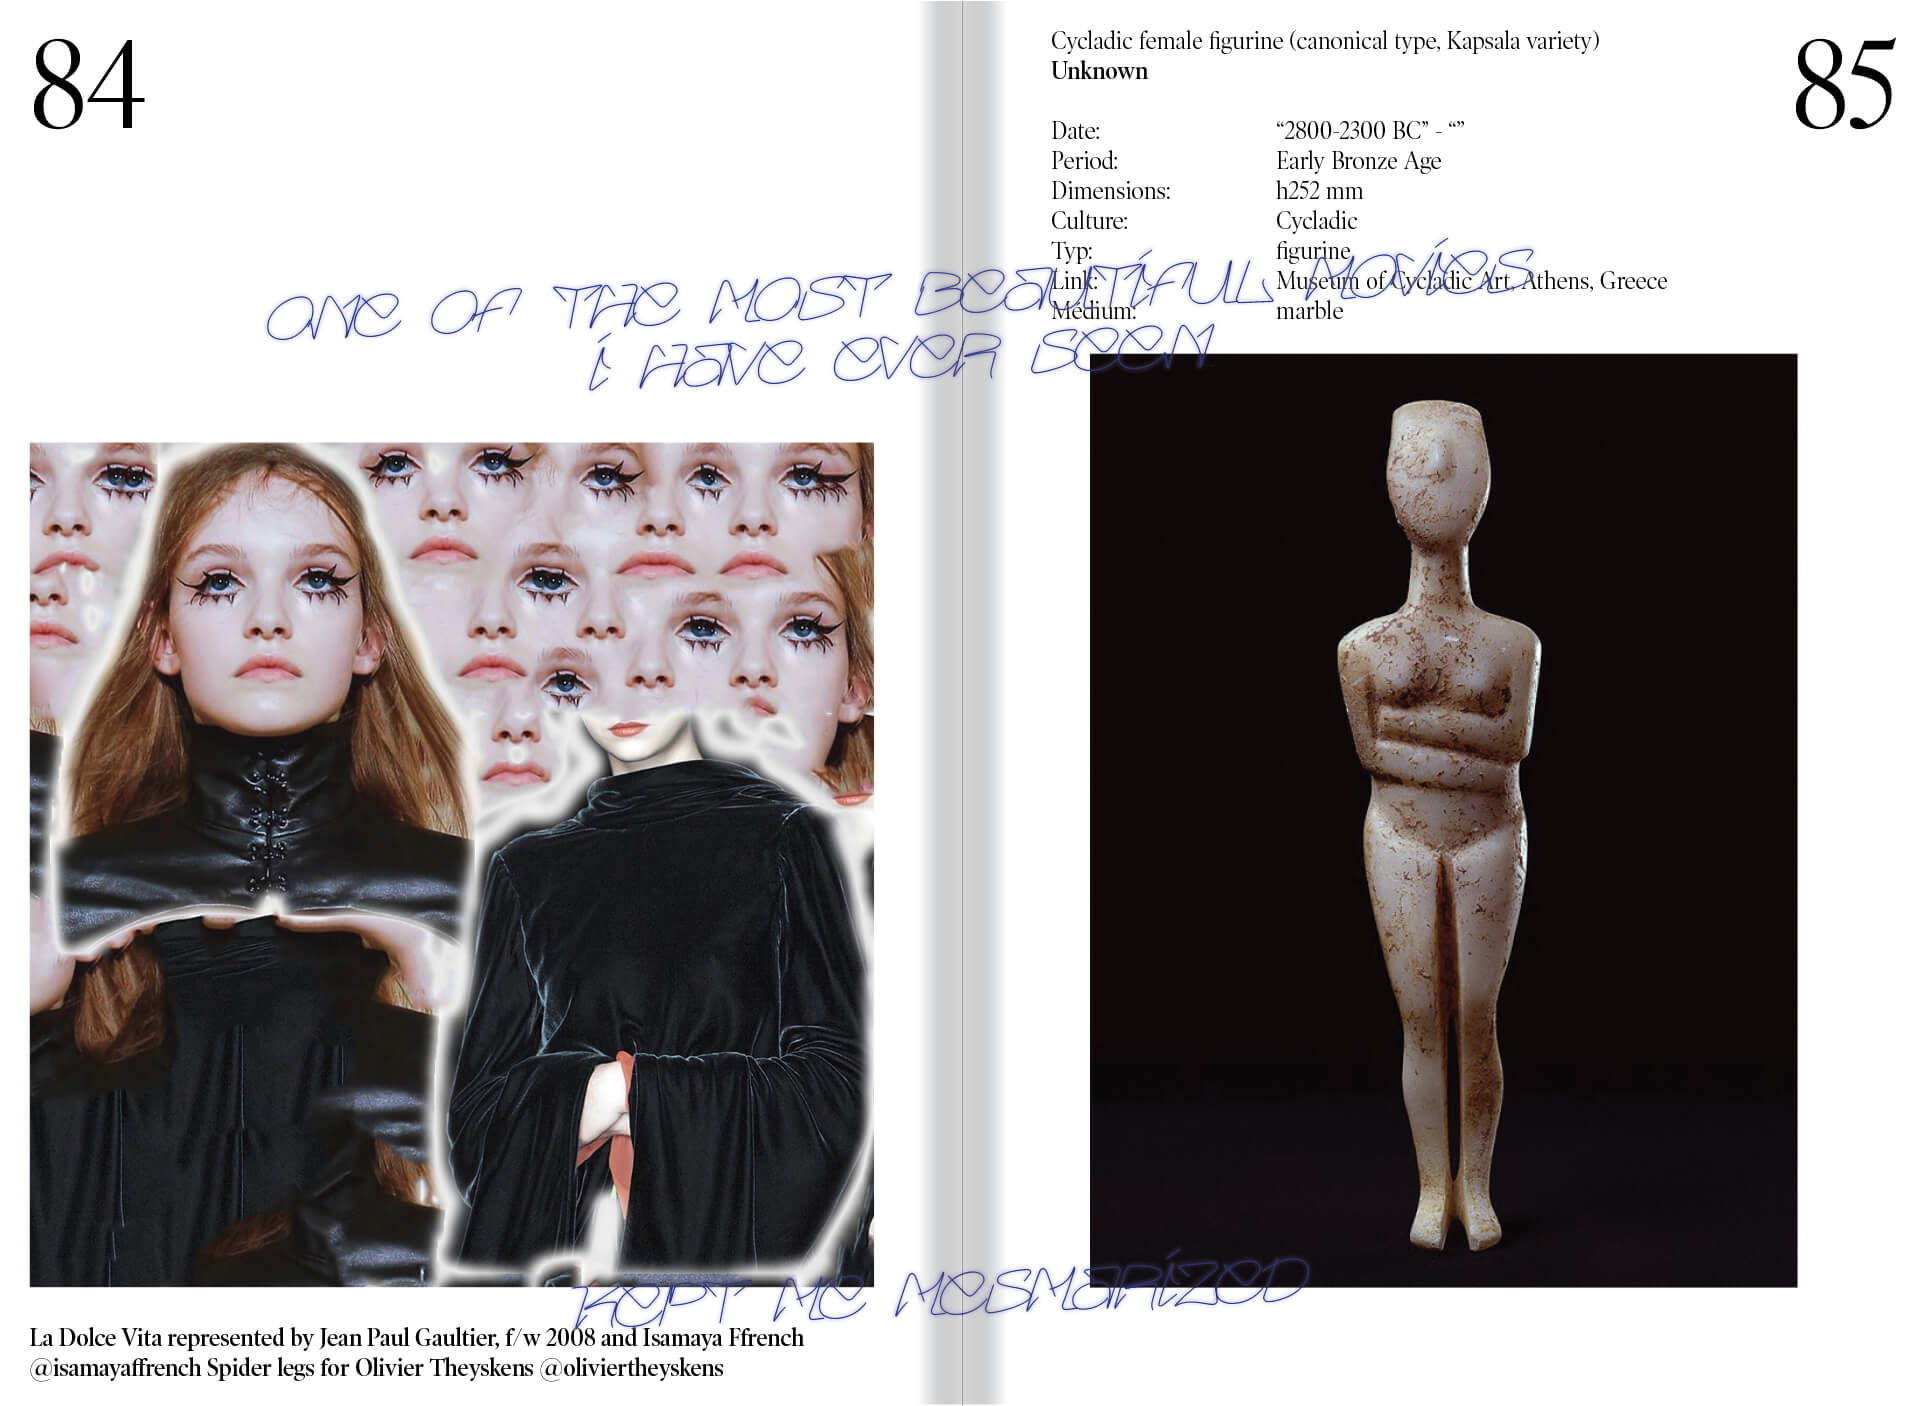 84
Cycladic female figurine (canonical type, Kapsala variety)
Unknown
85
Date: “2800-2300 BC” - “”
Period: Early Bronze Age
Dimensions: h252 mm
Culture: Cycladic
Typ: figurine
Link: Museum of Cycladic Art, Athens, Greece
Medium: marble
ONE OF THE MOST BEAUTIFUL MOVIES
I HAVE EVER SEEN
KEPT ME MESMARIZED
La Dolce Vita represented by Jean Paul Gaultier, f/w 2008 and Isamaya Ffrench
@isamayaffrench Spider legs for Olivier Theyskens @oliviertheyskens